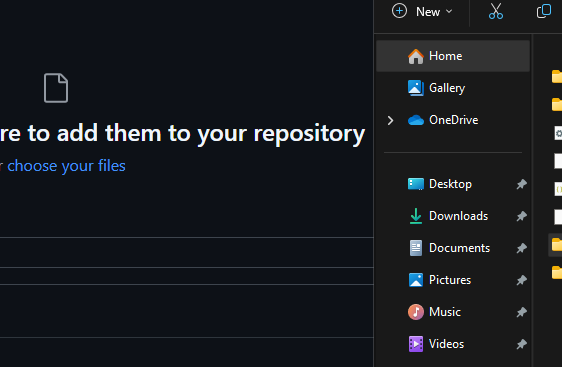 re to add them to your repository
r choose your files
New
Home
Gallery
OneDrive
Desktop
Downloads
Documents
Pictures
Music
Videos